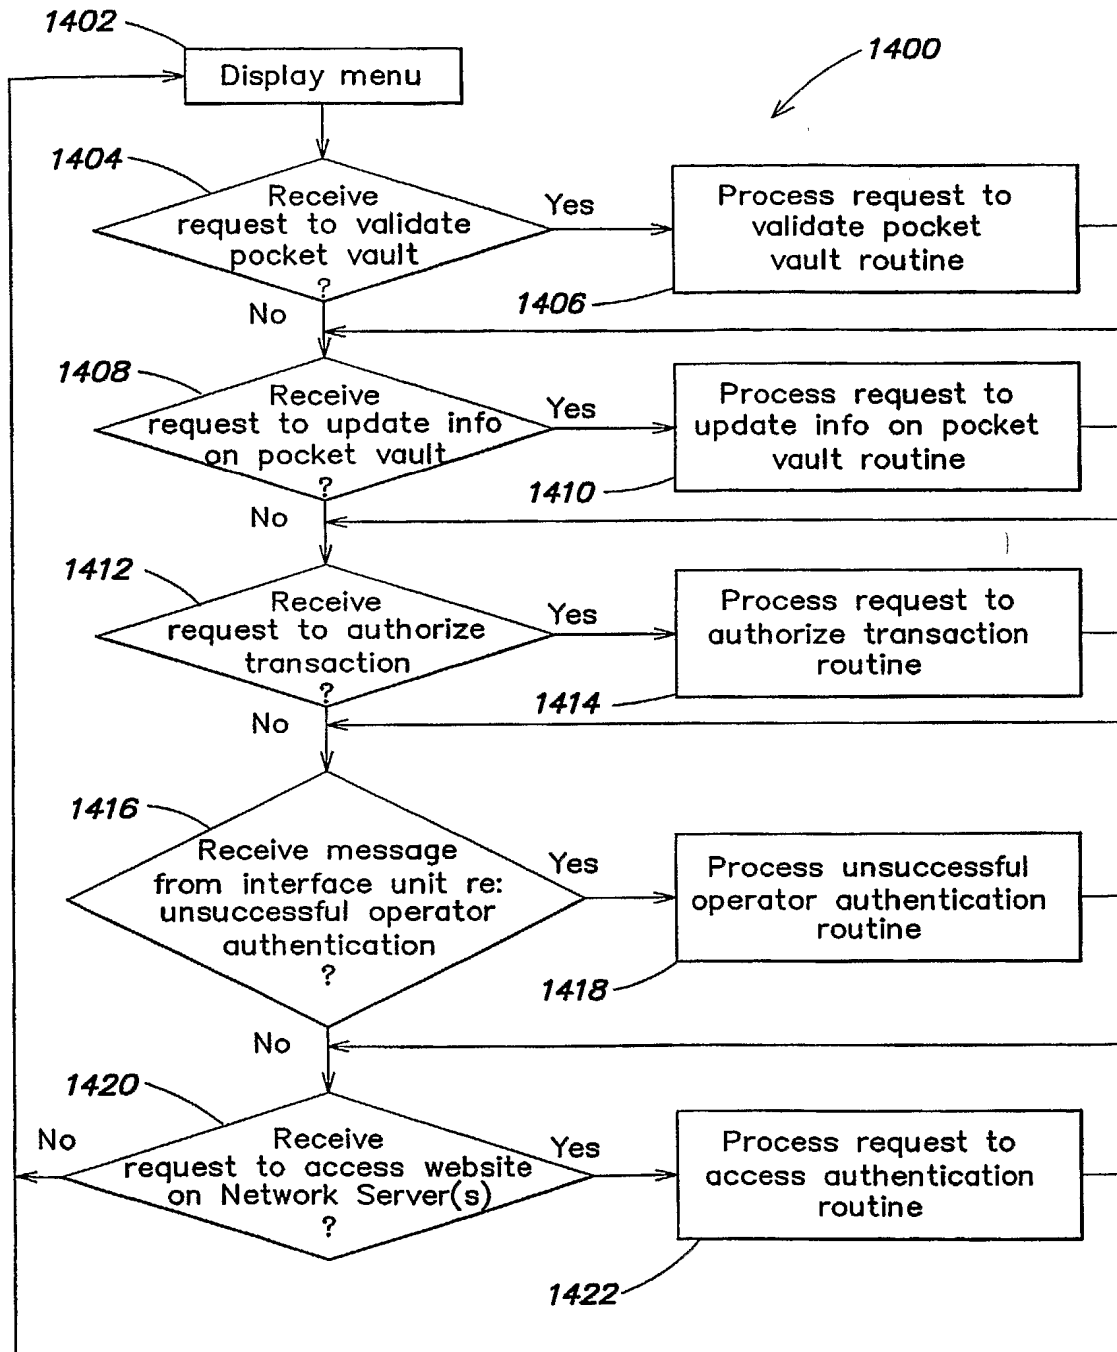 1402
Display menu
1400
1404
Receive
request to validate
pocket vault
?
Yes
No
Process request to
validate pocket
vault routine
1406
1408
Receive
request to update info
on pocket vault
?
Yes
No
Process request to
update info on pocket
vault routine
1410
1412
Receive
request to authorize
transaction
?
Yes
No
Process request to
authorize transaction
routine
1414
1416
Receive message
from interface unit re:
unsuccessful operator
authentication
?
Yes
No
Process unsuccessful
operator authentication
routine
1418
1420
No
Receive
request to access website
on Network Server(s)
?
Yes
Process request to
access authentication
routine
1422